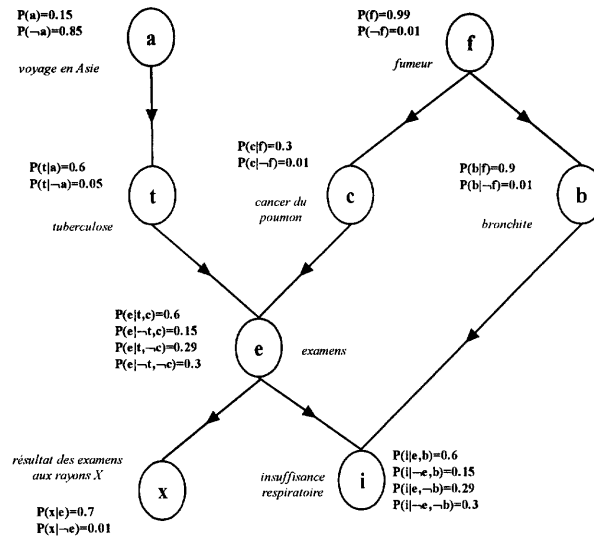 P(a)=0.15
P(¬a)=0.85
a
voyage en Asie
P(f)=0.99
P(¬f)=0.01
f
fumeur
P(t|a)=0.6
P(t|¬a)=0.05
t
tuberculose
P(c|f)=0.3
P(c|¬f)=0.01
c
cancer du
poumon
P(b|f)=0.9
P(b|¬f)=0.01
b
bronchite
P(e|t,c)=0.6
P(e|¬t,c)=0.15
P(e|t,¬c)=0.29
P(e|¬t,¬c)=0.3
e
examens
résultat des examens
aux rayons X
x
P(x|e)=0.7
P(x|¬e)=0.01
insuffisance
respiratoire
i
P(i|e,b)=0.6
P(i|¬e,b)=0.15
P(i|e,¬b)=0.29
P(i|¬e,¬b)=0.3